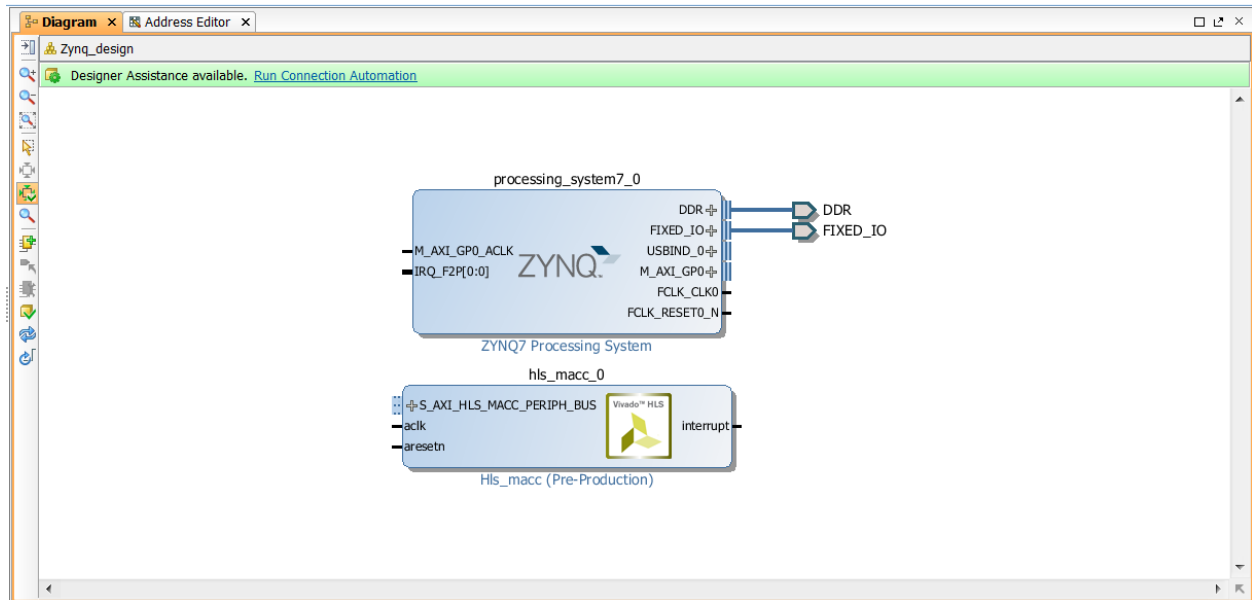 Diagram × Address Editor ×
Zynq_design
Designer Assistance available. Run Connection Automation
processing_system7_0
DDR
FIXED_IO
USBIND_0
M_AXI_GP0
FCLK_CLK0
FCLK_RESET0_N
M_AXI_GP0_ACLK
IRQ_F2P[0:0]
ZYNQ
DDR
FIXED_IO
ZYNQ7 Processing System
hls_macc_0
S_AXI_HLS_MACC_PERIPH_BUS
aclk
aresetn
Vivado™ HLS
interrupt
Hls_macc (Pre-Production)